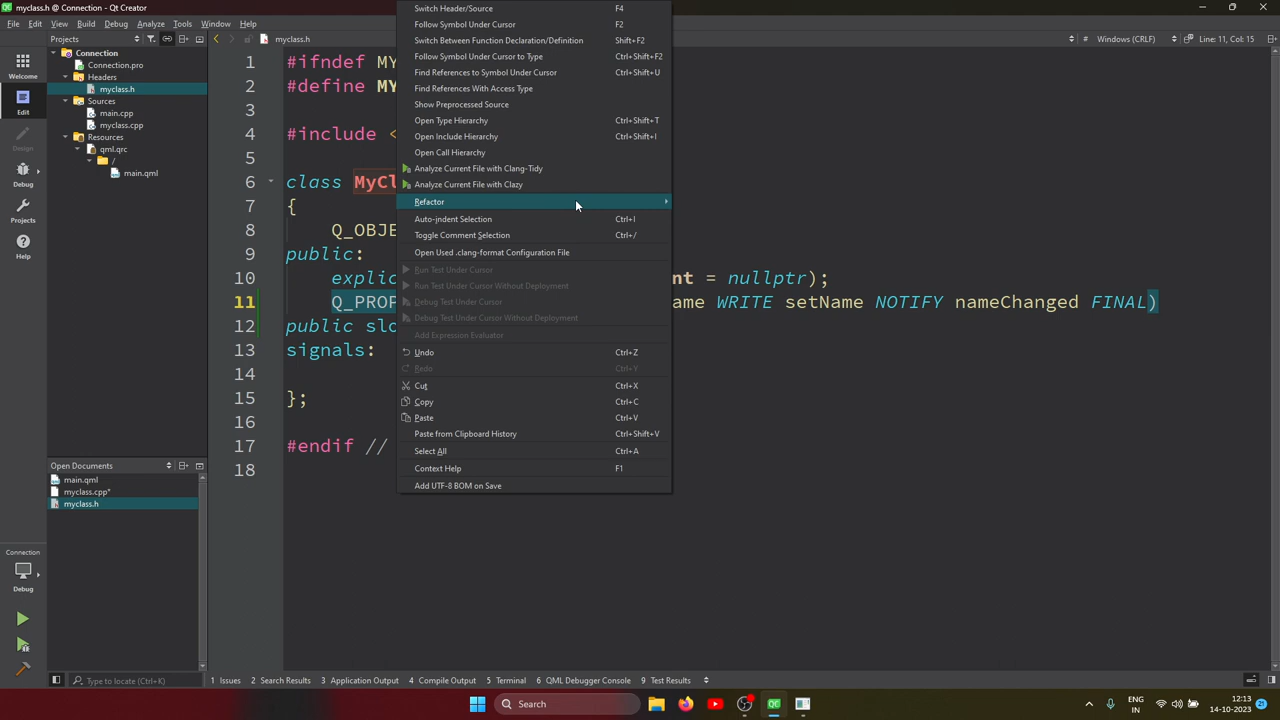 myclass.h @ Connection - Qt Creator
File Edit View Build Debug Analyze Tools Window Help
Projects
myclass.h
Windows (CRLF)
Line: 11, Col: 15
Welcome
Edit
Design
Debug
Projects
Help
Connection
Debug
Connection
Connection.pro
Headers
myclass.h
Sources
main.cpp
myclass.cpp
Resources
qml.qrc
/
main.qml
Open Documents
main.qml
myclass.cpp*
myclass.h
1 #ifndef MY
2 #define MY
3
4 #include <
5
6 class MyCl
7 {
8 Q_OBJE
9 public:
10 explic nt = nullptr);
11 Q_PROP ame WRITE setName NOTIFY nameChanged FINAL)
12 public slo
13 signals:
14
15 };
16
17 #endif //
18
Switch Header/Source F4
Follow Symbol Under Cursor F2
Switch Between Function Declaration/Definition Shift+F2
Follow Symbol Under Cursor to Type Ctrl+Shift+F2
Find References to Symbol Under Cursor Ctrl+Shift+U
Find References With Access Type
Show Preprocessed Source
Open Type Hierarchy Ctrl+Shift+T
Open Include Hierarchy Ctrl+Shift+I
Open Call Hierarchy
Analyze Current File with Clang-Tidy
Analyze Current File with Clazy
Refactor
Auto-indent Selection Ctrl+I
Toggle Comment Selection Ctrl+/
Open Used .clang-format Configuration File
Run Test Under Cursor
Run Test Under Cursor Without Deployment
Debug Test Under Cursor
Debug Test Under Cursor Without Deployment
Add Expression Evaluator
Undo Ctrl+Z
Redo Ctrl+Y
Cut Ctrl+X
Copy Ctrl+C
Paste Ctrl+V
Paste from Clipboard History Ctrl+Shift+V
Select All Ctrl+A
Context Help F1
Add UTF-8 BOM on Save
Type to locate (Ctrl+K)
1 Issues 2 Search Results 3 Application Output 4 Compile Output 5 Terminal 6 QML Debugger Console 9 Test Results
Search
ENG
IN
12:13
14-10-2023